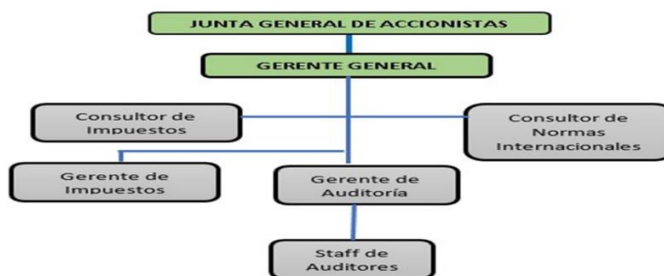 JUNTA GENERAL DE ACCIONISTAS
GERENTE GENERAL
Consultor de
Impuestos
Consultor de
Normas
Internacionales
Gerente de
Impuestos
Gerente de
Auditoría
Staff de
Auditores